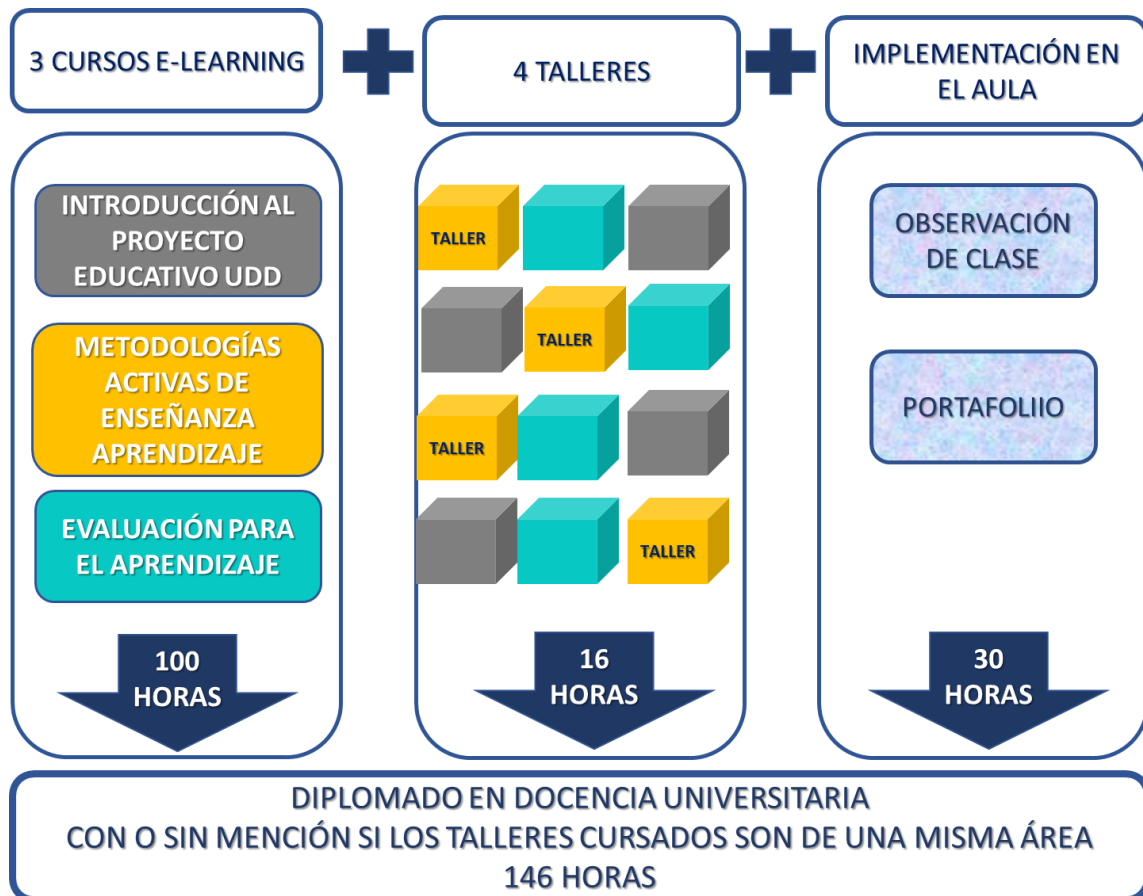 3 CURSOS E-LEARNING
4 TALLERES
IMPLEMENTACIÓN EN
EL AULA
INTRODUCCIÓN AL
PROYECTO
EDUCATIVO UDD
METODOLOGÍAS
ACTIVAS DE
ENSEÑANZA
APRENDIZAJE
EVALUACIÓN PARA
EL APRENDIZAJE
100
HORAS
TALLER
TALLER
TALLER
TALLER
16
HORAS
OBSERVACIÓN
DE CLASE
PORTAFOLIIO
30
HORAS
DIPLOMADO EN DOCENCIA UNIVERSITARIA
CON O SIN MENCIÓN SI LOS TALLERES CURSADOS SON DE UNA MISMA ÁREA
146 HORAS